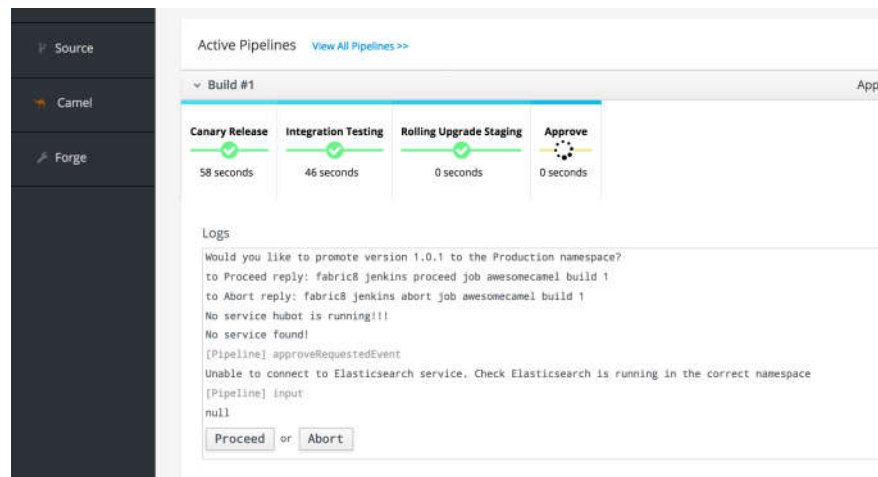 Source
Camel
Forge
Active Pipelines View All Pipelines >>
Build #1 App
Canary Release Integration Testing Rolling Upgrade Staging Approve
58 seconds 46 seconds 0 seconds 0 seconds
Logs
Would you like to promote version 1.0.1 to the Production namespace?
to Proceed reply: fabric8 jenkins proceed job awesomecamel build 1
to Abort reply: fabric8 jenkins abort job awesomecamel build 1
No service hubot is running!!!
No service found!
[Pipeline] approveRequestedEvent
Unable to connect to Elasticsearch service. Check Elasticsearch is running in the correct namespace
[Pipeline] input
null
Proceed or Abort